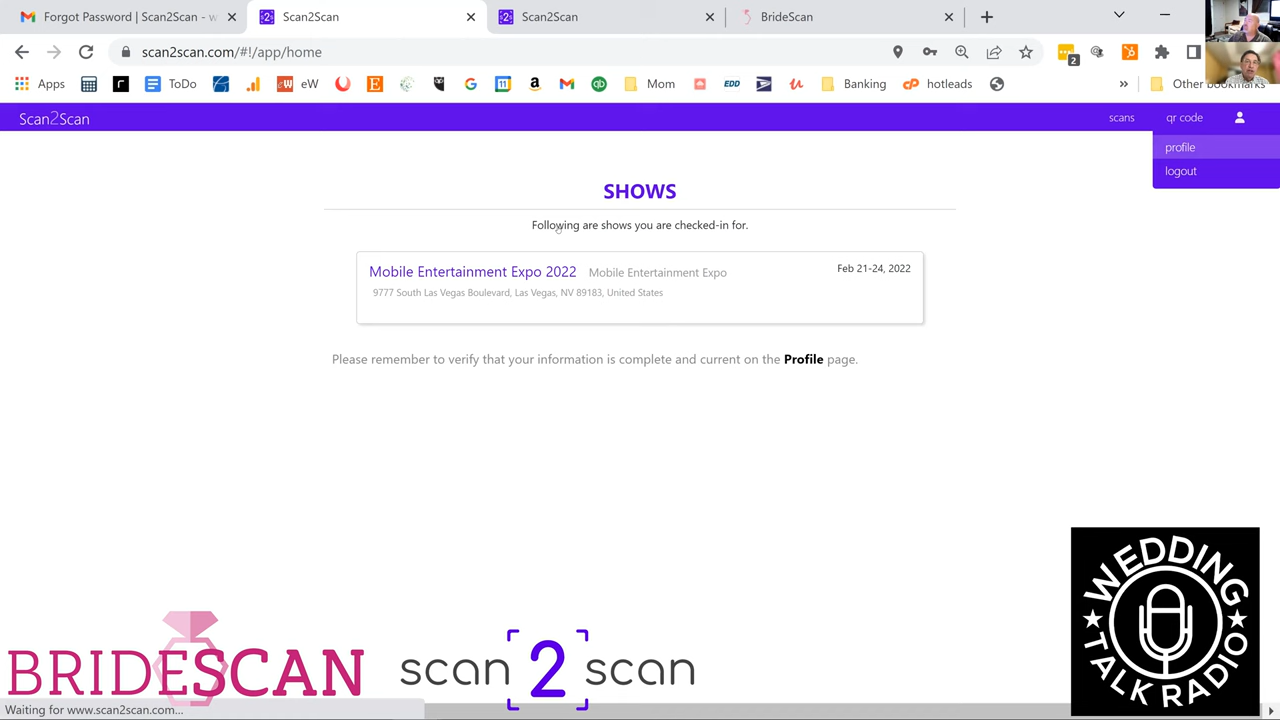 Forgot Password | Scan2Scan - w
Scan2Scan
Scan2Scan
BrideScan
scan2scan.com/#!/app/home
2
Apps
ToDo
eW
Mom
EDD
Banking
hotleads
Other bookmarks
Scan2Scan
scans
qr code
profile
logout
SHOWS
Following are shows you are checked-in for.
Mobile Entertainment Expo 2022
Mobile Entertainment Expo
Feb 21-24, 2022
9777 South Las Vegas Boulevard, Las Vegas, NV 89183, United States
Please remember to verify that your information is complete and current on the Profile page.
BRIDESCAN
scan 2 scan
WEDDING
TALK RADIO
Waiting for www.scan2scan.com...